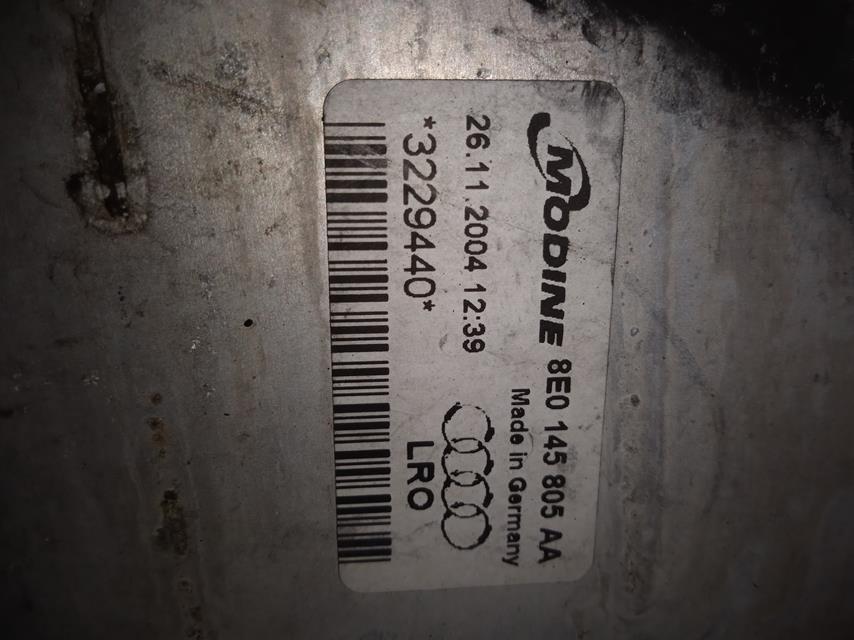 MODINE 8E0 145 805 AA
Made in Germany
26.11.2004 12:39
*3229440* LRO